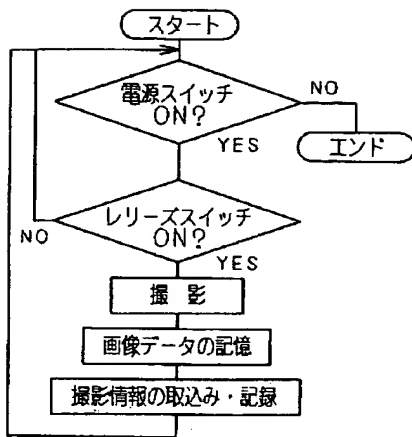 スタート
電源スイッチ
ON?
NO
YES
エンド
レリーズスイッチ
ON?
NO
YES
撮 影
画像データの記憶
撮影情報の取込み・記録